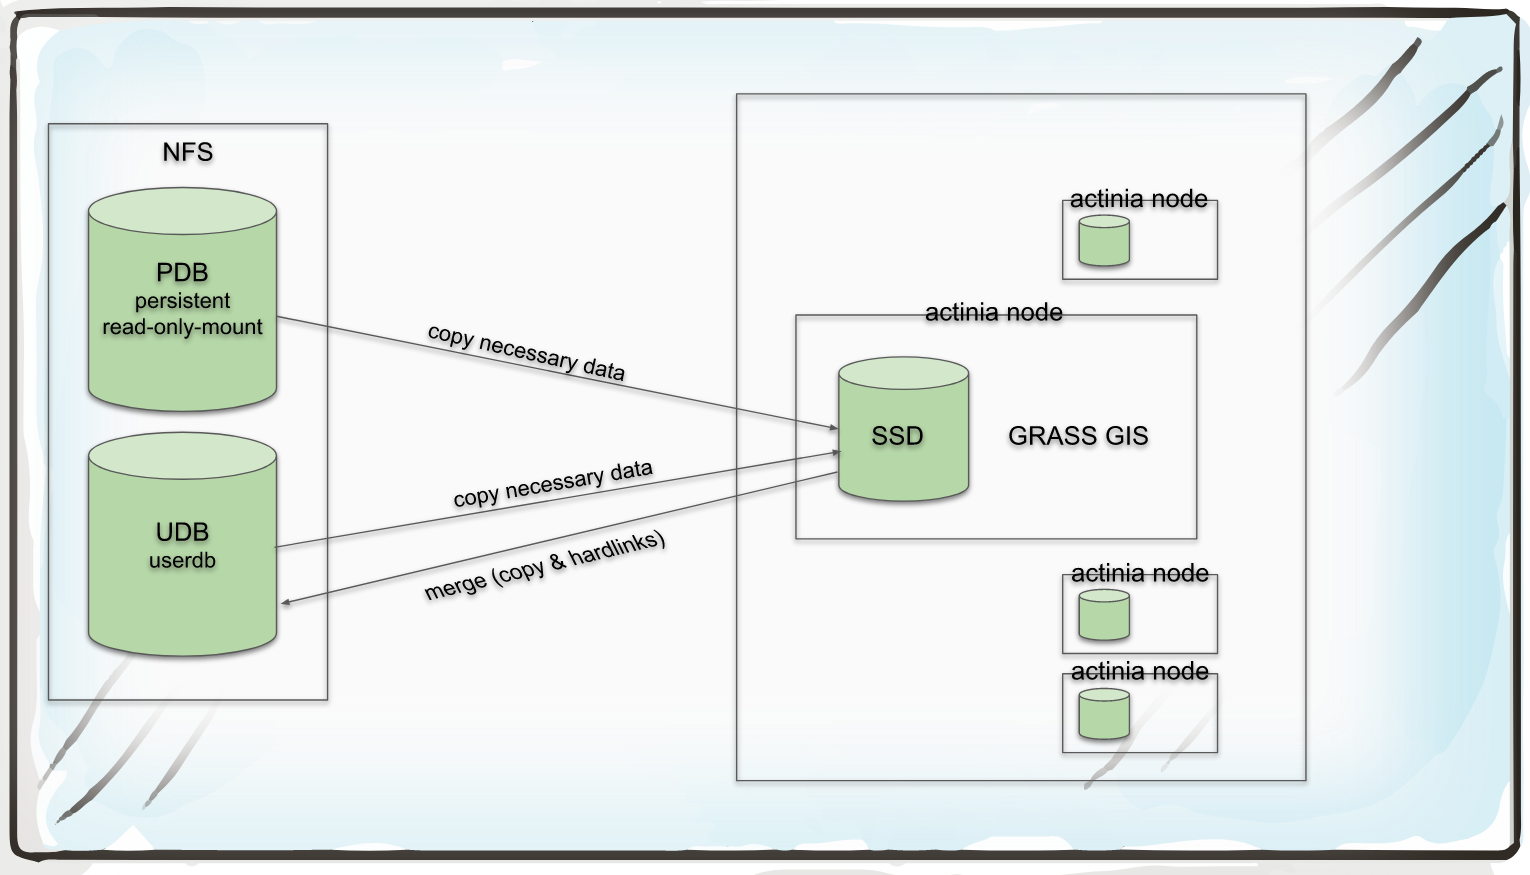 NFS
PDB
persistent
read-only-mount
UDB
userdb
copy necessary data
copy necessary data
merge (copy & hardlinks)
actinia node
actinia node
SSD
GRASS GIS
actinia node
actinia node